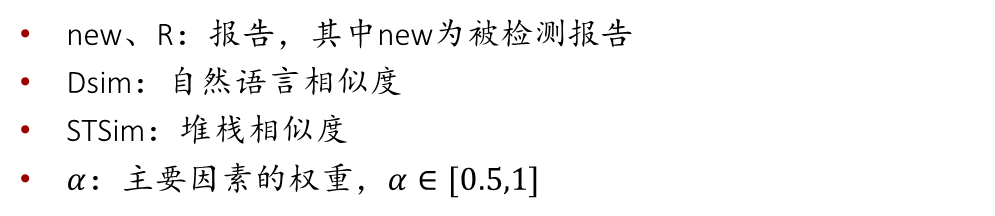 • new、R：报告，其中new为被检测报告
• Dsim：自然语言相似度
• STSim：堆栈相似度
• 𝛼：主要因素的权重，𝛼 ∈ [0.5,1]